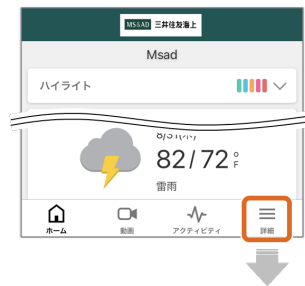 MS&AD 三井住友海上
Msad
ハイライト
82/72 °F
雷雨
ホーム
動画
アクティビティ
詳細